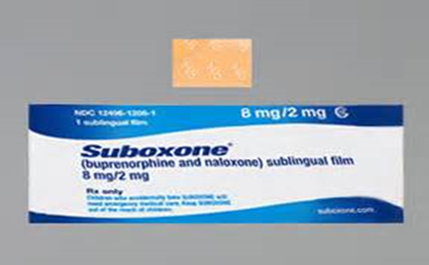 NDC 12496-1208-1
1 sublingual film
8 mg/2 mg
Suboxone®
(buprenorphine and naloxone) sublingual film
8 mg/2 mg
Rx only
Children who accidentally take SUBOXONE will
need emergency medical care. Keep SUBOXONE
out of the reach of children.
suboxone.com